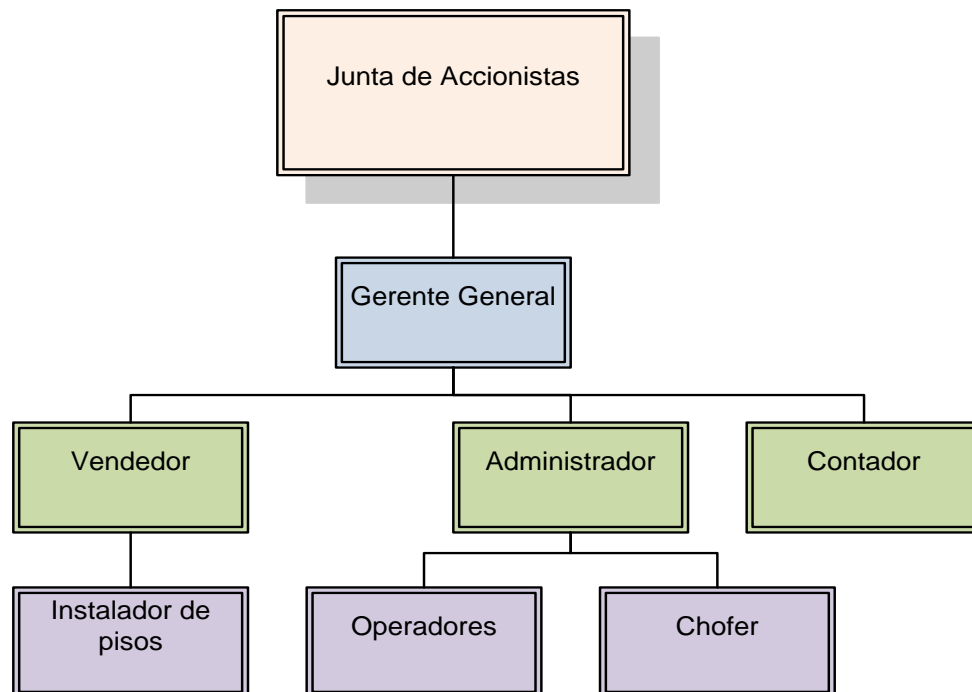 Junta de Accionistas
Gerente General
Vendedor
Administrador
Contador
Instalador de
pisos
Operadores
Chofer